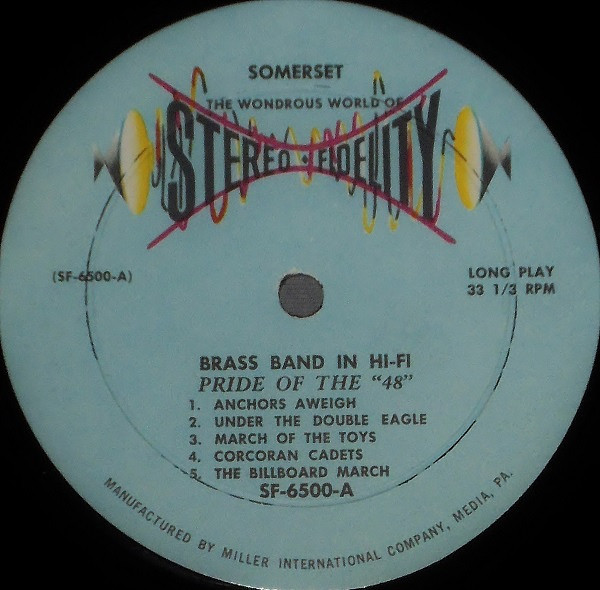 SOMERSET
THE WONDROUS WORLD OF
STEREO · FIDELITY
(SF-6500-A)
LONG PLAY
33 1/3 RPM
BRASS BAND IN HI-FI
PRIDE OF THE “48”
1. ANCHORS AWEIGH
2. UNDER THE DOUBLE EAGLE
3. MARCH OF THE TOYS
4. CORCORAN CADETS
5. THE BILLBOARD MARCH
SF-6500-A
MANUFACTURED BY MILLER INTERNATIONAL COMPANY, MEDIA, PA.